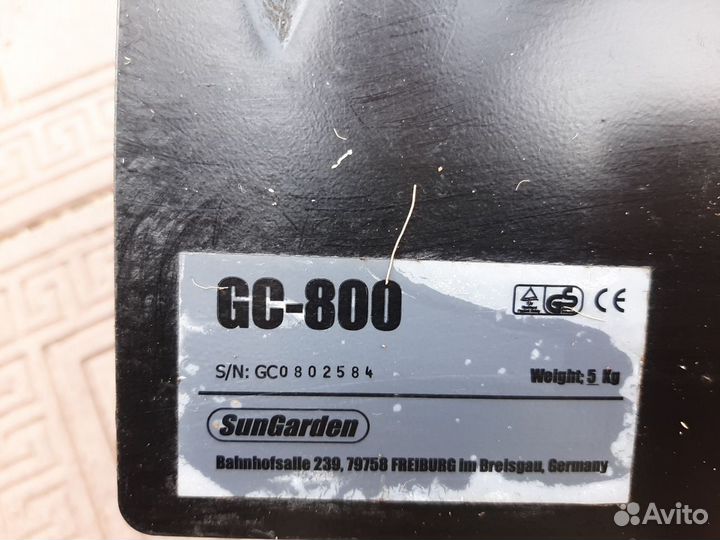 GC-800
S/N: GC0802584
Weight: 5 Kg
SunGarden
Bahnhofsalle 239, 79758 FREIBURG im Breisgau, Germany
CE
Avito